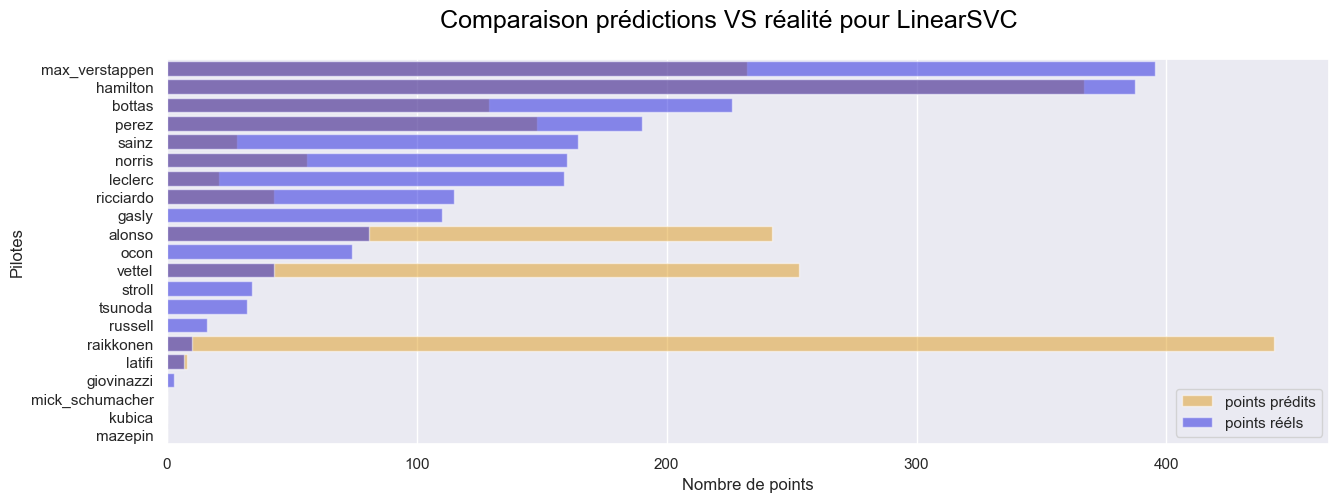 Comparaison prédictions VS réalité pour LinearSVC
Pilotes
max_verstappen
hamilton
bottas
perez
sainz
norris
leclerc
ricciardo
gasly
alonso
ocon
vettel
stroll
tsunoda
russell
raikkonen
latifi
giovinazzi
mick_schumacher
kubica
mazepin
points prédits
points réels
0 100 200 300 400
Nombre de points